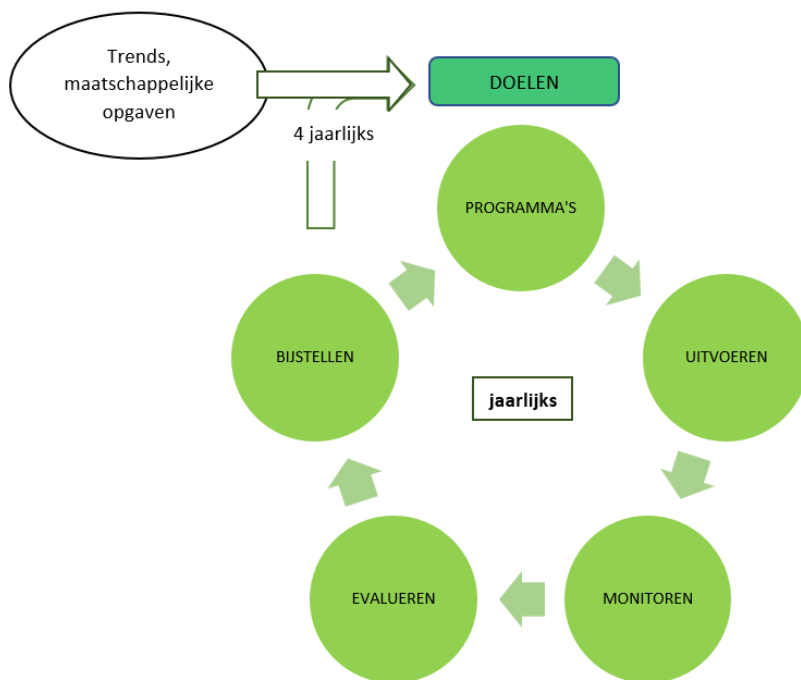 Trends,
maatschappelijke
opgaven
DOELEN
4 jaarlijks
PROGRAMMA'S
BIJSTELLEN
UITVOEREN
jaarlijks
EVALUEREN
MONITOREN